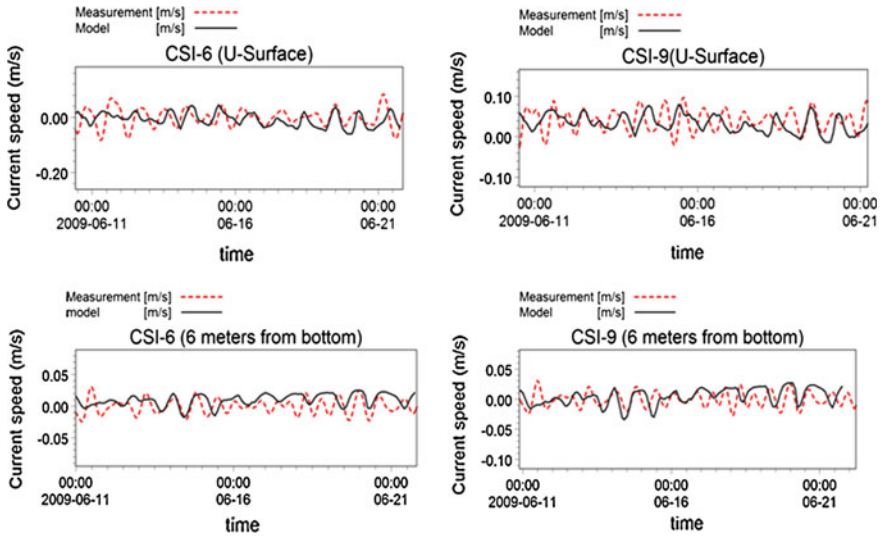 Measurement [m/s]
Model [m/s]
CSI-6 (U-Surface)
Current speed (m/s)
0.00
-0.20
00:00 00:00 00:00
2009-06-11 06-16 06-21
time
Measurement [m/s]
Model [m/s]
CSI-9(U-Surface)
Current speed (m/s)
0.10
0.00
-0.10
00:00 00:00 00:00
2009-06-11 06-16 06-21
time
Measurement [m/s]
model [m/s]
CSI-6 (6 meters from bottom)
Current speed (m/s)
0.05
0.00
-0.05
00:00 00:00 00:00
2009-06-11 06-16 06-21
time
Measurement [m/s]
Model [m/s]
CSI-9 (6 meters from bottom)
Current speed (m/s)
0.05
0.00
-0.05
-0.10
00:00 00:00 00:00
2009-06-11 06-16 06-21
time